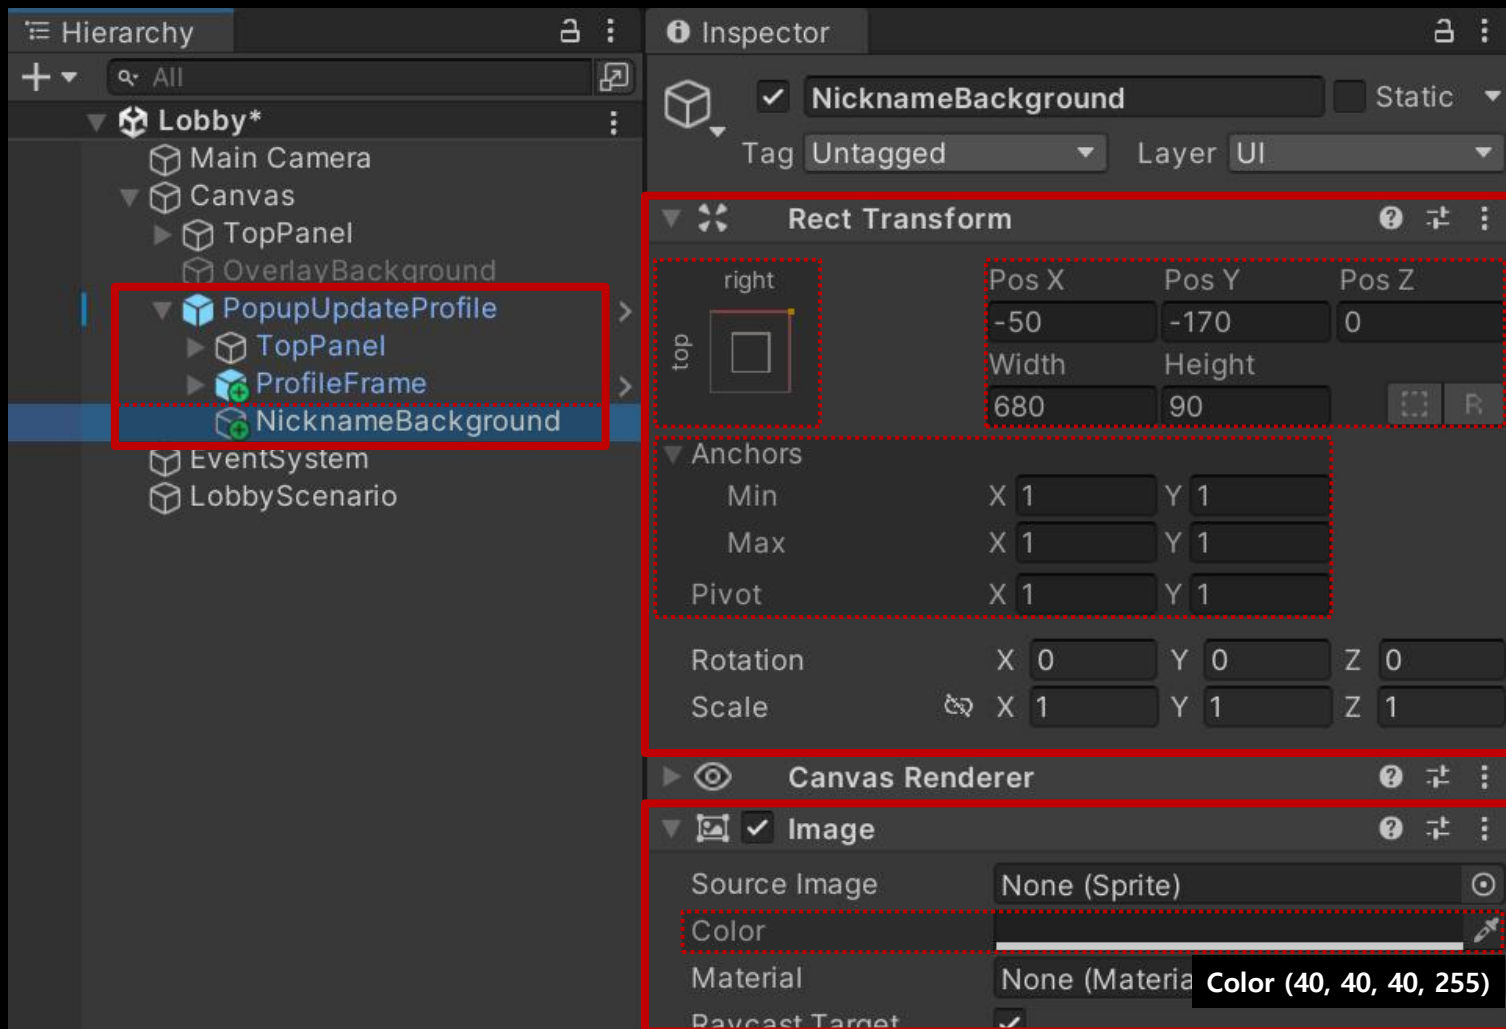 Hierarchy
All
Lobby*
Main Camera
Canvas
TopPanel
OverlayBackground
PopupUpdateProfile
TopPanel
ProfileFrame
NicknameBackground
EventSystem
LobbyScenario
Inspector
NicknameBackground Static
Tag Untagged Layer UI
Rect Transform
right
top
Pos X Pos Y Pos Z
-50 -170 0
Width Height
680 90 R
Anchors
Min X 1 Y 1
Max X 1 Y 1
Pivot X 1 Y 1
Rotation X 0 Y 0 Z 0
Scale X 1 Y 1 Z 1
Canvas Renderer
Image
Source Image None (Sprite)
Color
Material None (Materia
Color (40, 40, 40, 255)
Raycast Target